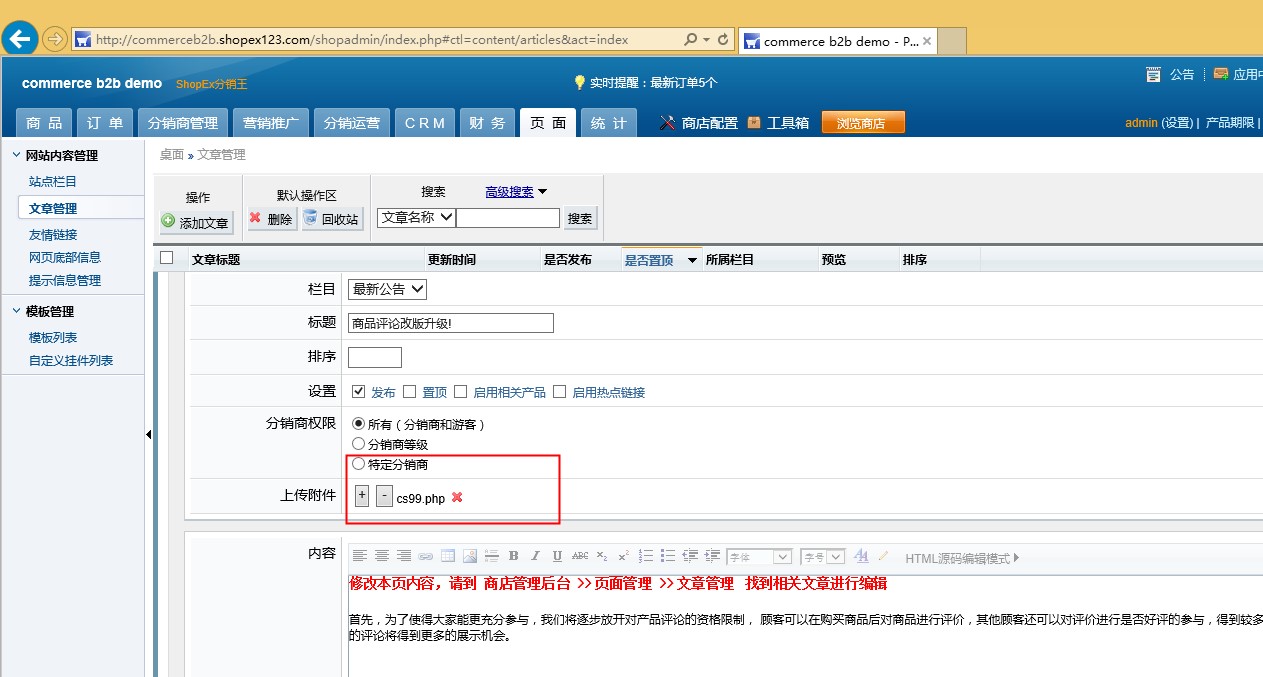 http://commerceb2b.shopex123.com/shopadmin/index.php#ctl=content/articles&act=index
commerce b2b demo - P...
commerce b2b demo ShopEx分销王
实时提醒：最新订单5个
公告 应用中
商 品 订 单 分销商管理 营销推广 分销运营 C R M 财 务 页 面 统 计 商店配置 工具箱 浏览商店
admin (设置) | 产品期限 |
网站内容管理
站点栏目
文章管理
友情链接
网页底部信息
提示信息管理
模板管理
模板列表
自定义挂件列表
桌面 » 文章管理
操作 默认操作区 搜索 高级搜索
添加文章 删除 回收站 文章名称 搜索
文章标题 更新时间 是否发布 是否置顶 所属栏目 预览 排序
栏目 最新公告
标题 商品评论改版升级!
排序
设置 发布 置顶 启用相关产品 启用热点链接
分销商权限 所有（分销商和游客）
分销商等级
特定分销商
上传附件 + - cs99.php
内容 B I U ABC 字体 字号 HTML源码编辑模式
修改本页内容，请到 商店管理后台 >> 页面管理 >> 文章管理 找到相关文章进行编辑
首先，为了使得大家能更充分参与，我们将逐步放开对产品评论的资格限制， 顾客可以在购买商品后对商品进行评价，其他顾客还可以对评价进行是否好评的参与，得到较多
的评论将得到更多的展示机会。